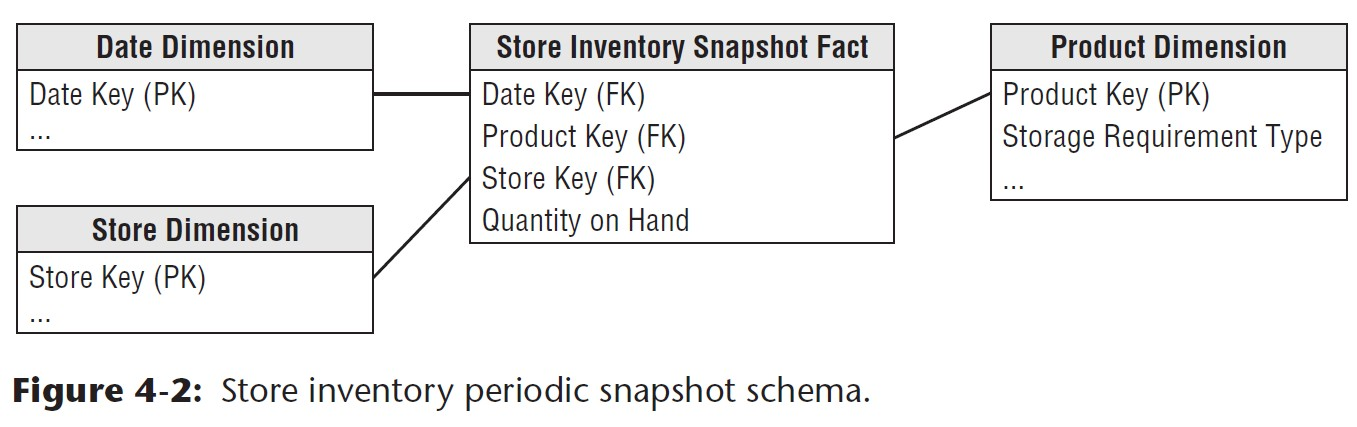 Date Dimension
Date Key (PK)
...
Store Dimension
Store Key (PK)
...
Store Inventory Snapshot Fact
Date Key (FK)
Product Key (FK)
Store Key (FK)
Quantity on Hand
Product Dimension
Product Key (PK)
Storage Requirement Type
...
Figure 4-2: Store inventory periodic snapshot schema.